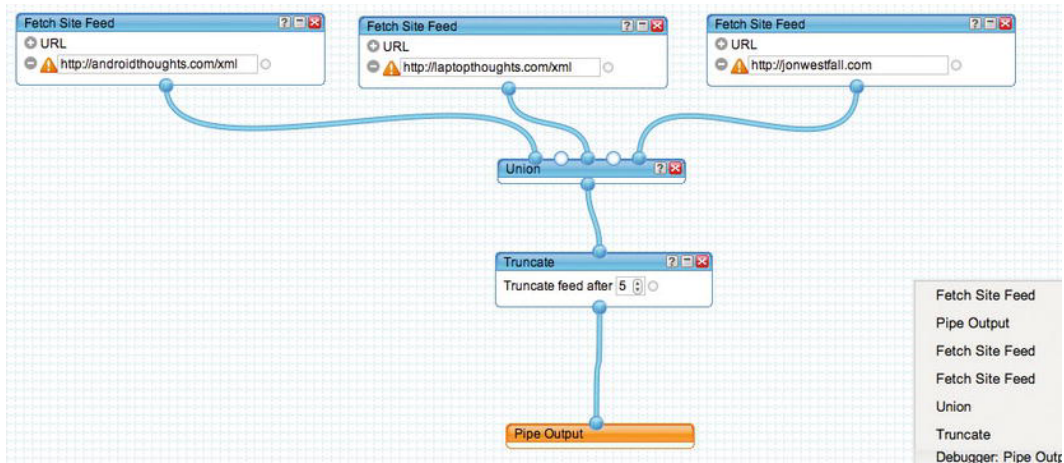 Fetch Site Feed
URL
http://androidthoughts.com/xml
Fetch Site Feed
URL
http://laptopthoughts.com/xml
Fetch Site Feed
URL
http://jonwestfall.com
Union
Truncate
Truncate feed after 5
Pipe Output
Fetch Site Feed
Pipe Output
Fetch Site Feed
Fetch Site Feed
Union
Truncate
Debugger: Pipe Outp